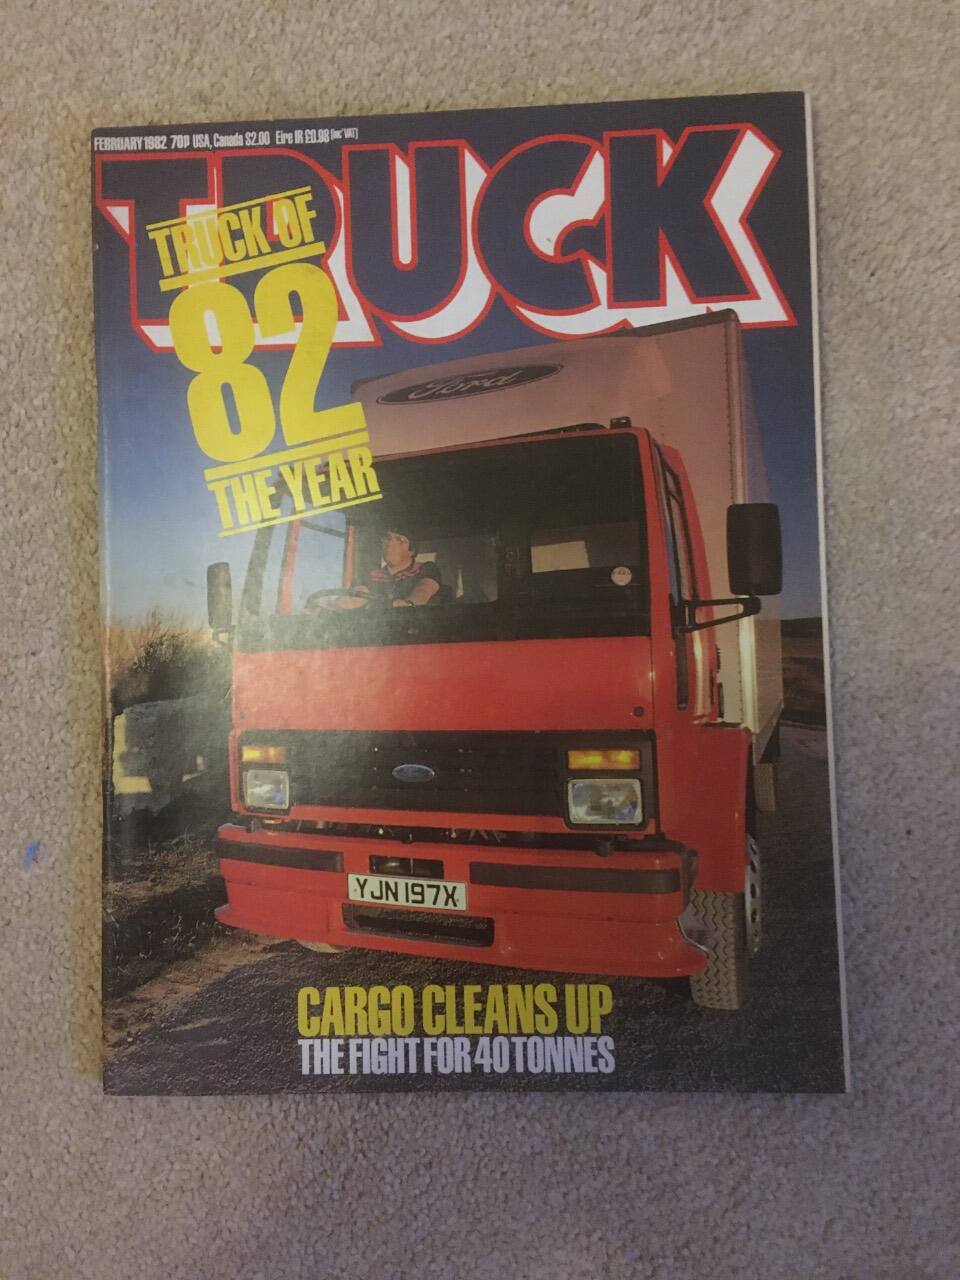 FEBRUARY 1982 70p USA, Canada $2.00 Eire IR £0.98 (inc VAT)
TRUCK
TRUCK OF
82
THE YEAR
Ford
YJN 197X
CARGO CLEANS UP
THE FIGHT FOR 40 TONNES